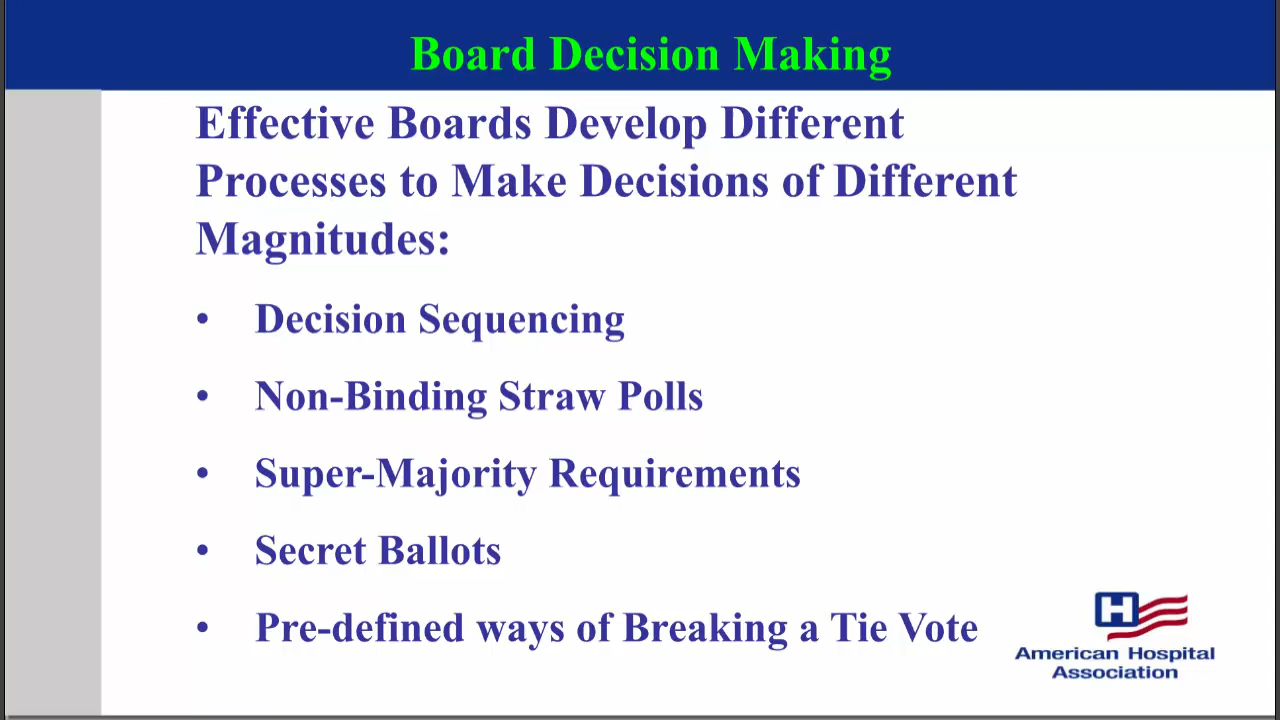 Board Decision Making
Effective Boards Develop Different
Processes to Make Decisions of Different
Magnitudes:
• Decision Sequencing
• Non-Binding Straw Polls
• Super-Majority Requirements
• Secret Ballots
• Pre-defined ways of Breaking a Tie Vote
H
American Hospital
Association